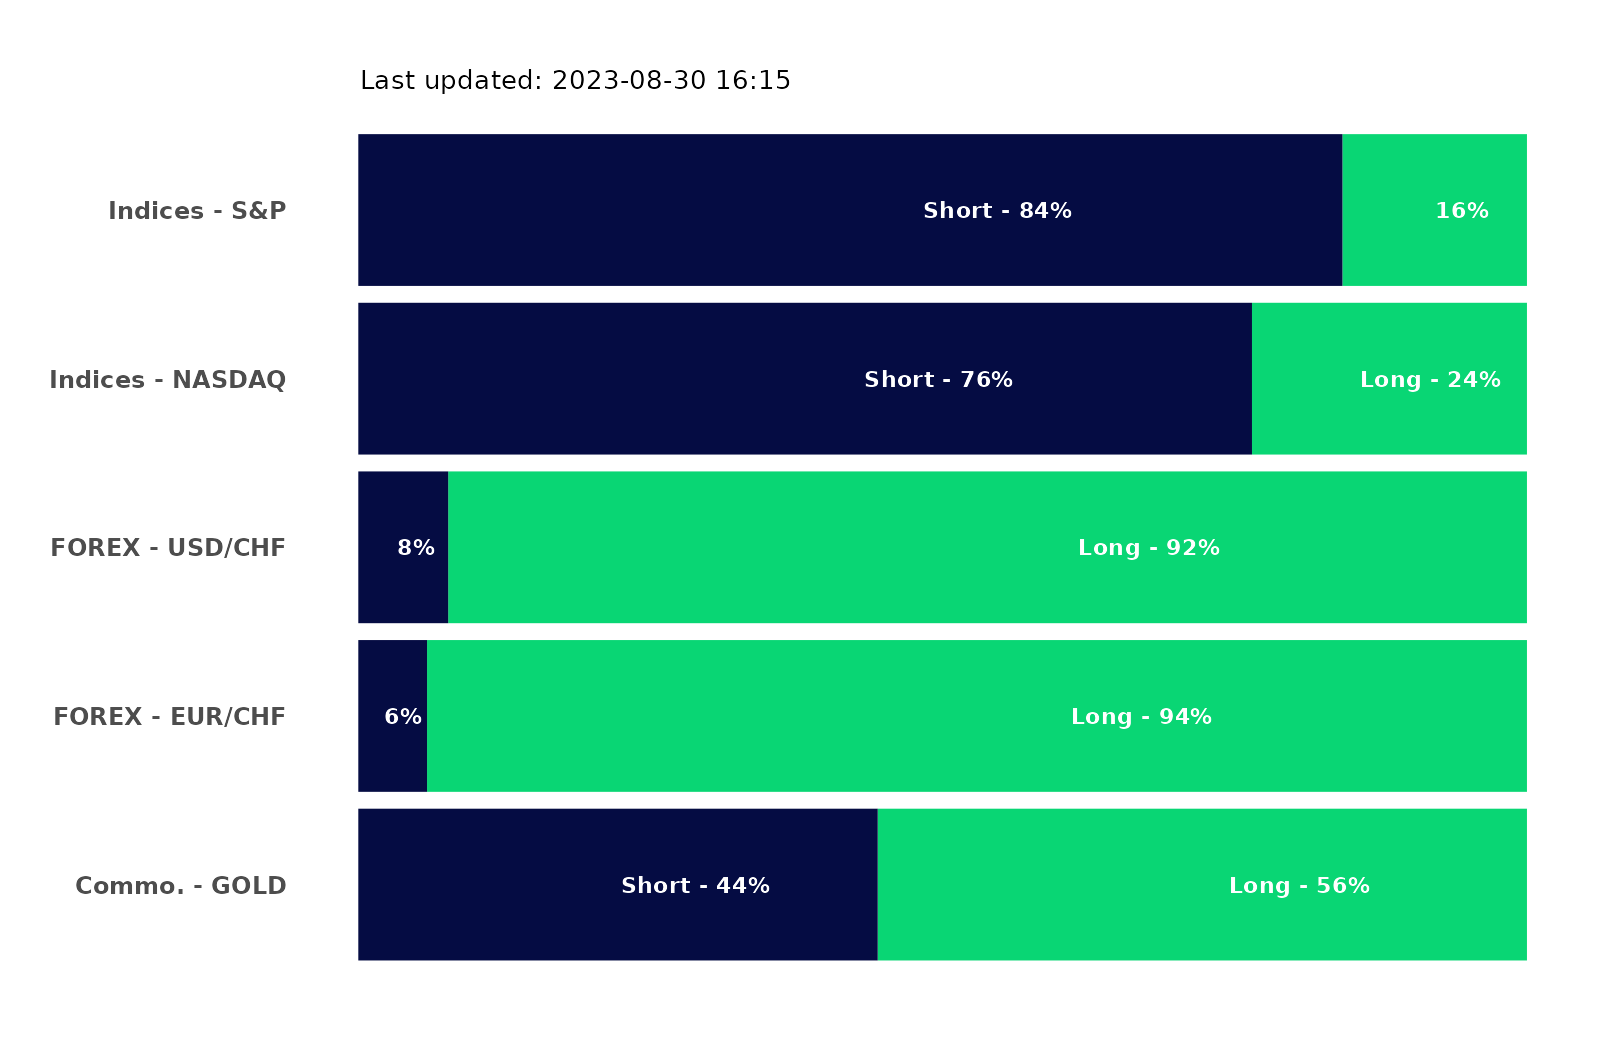 Last updated: 2023-08-30 16:15
Indices - S&P Short - 84% 16%
Indices - NASDAQ Short - 76% Long - 24%
FOREX - USD/CHF 8% Long - 92%
FOREX - EUR/CHF 6% Long - 94%
Commo. - GOLD Short - 44% Long - 56%